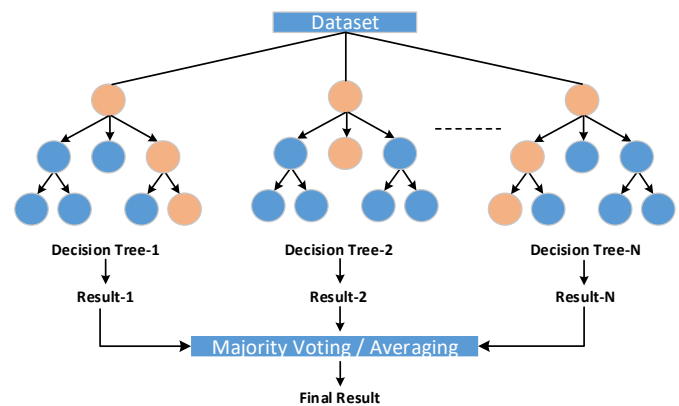 Dataset
Decision Tree-1
Decision Tree-2
Decision Tree-N
Result-1
Result-2
Result-N
Majority Voting / Averaging
Final Result